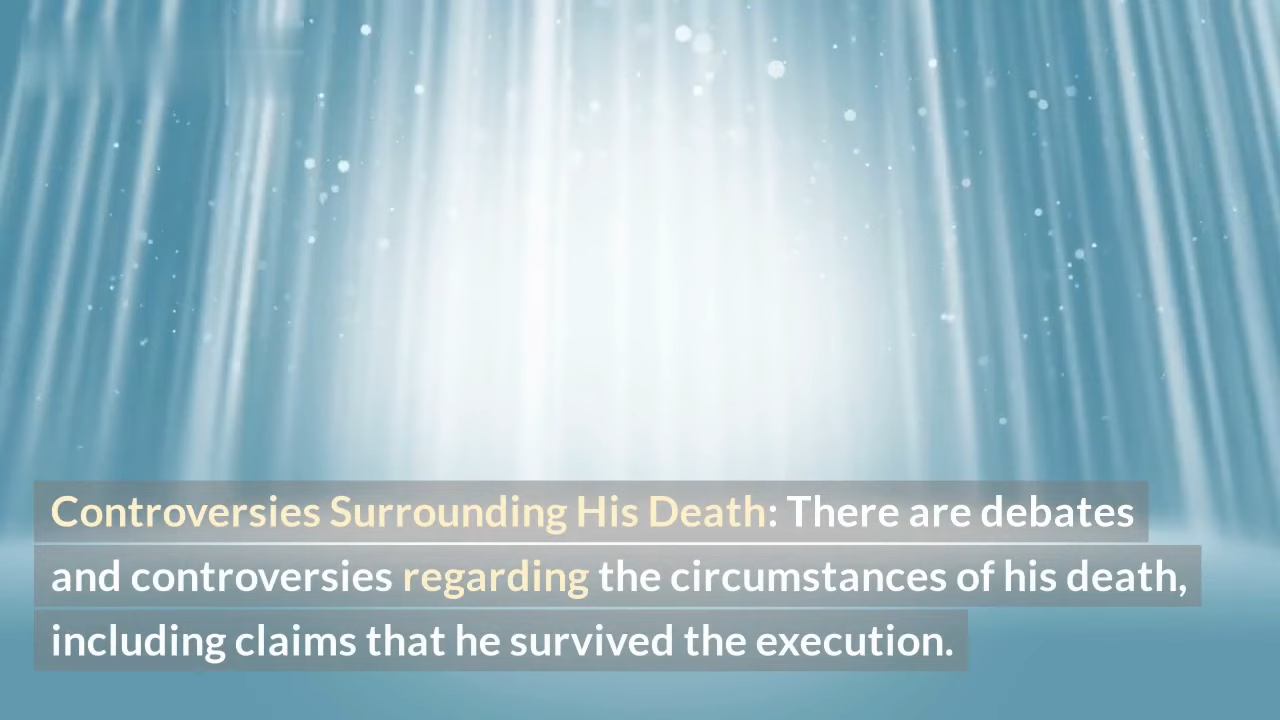 Controversies Surrounding His Death: There are debates
and controversies regarding the circumstances of his death,
including claims that he survived the execution.